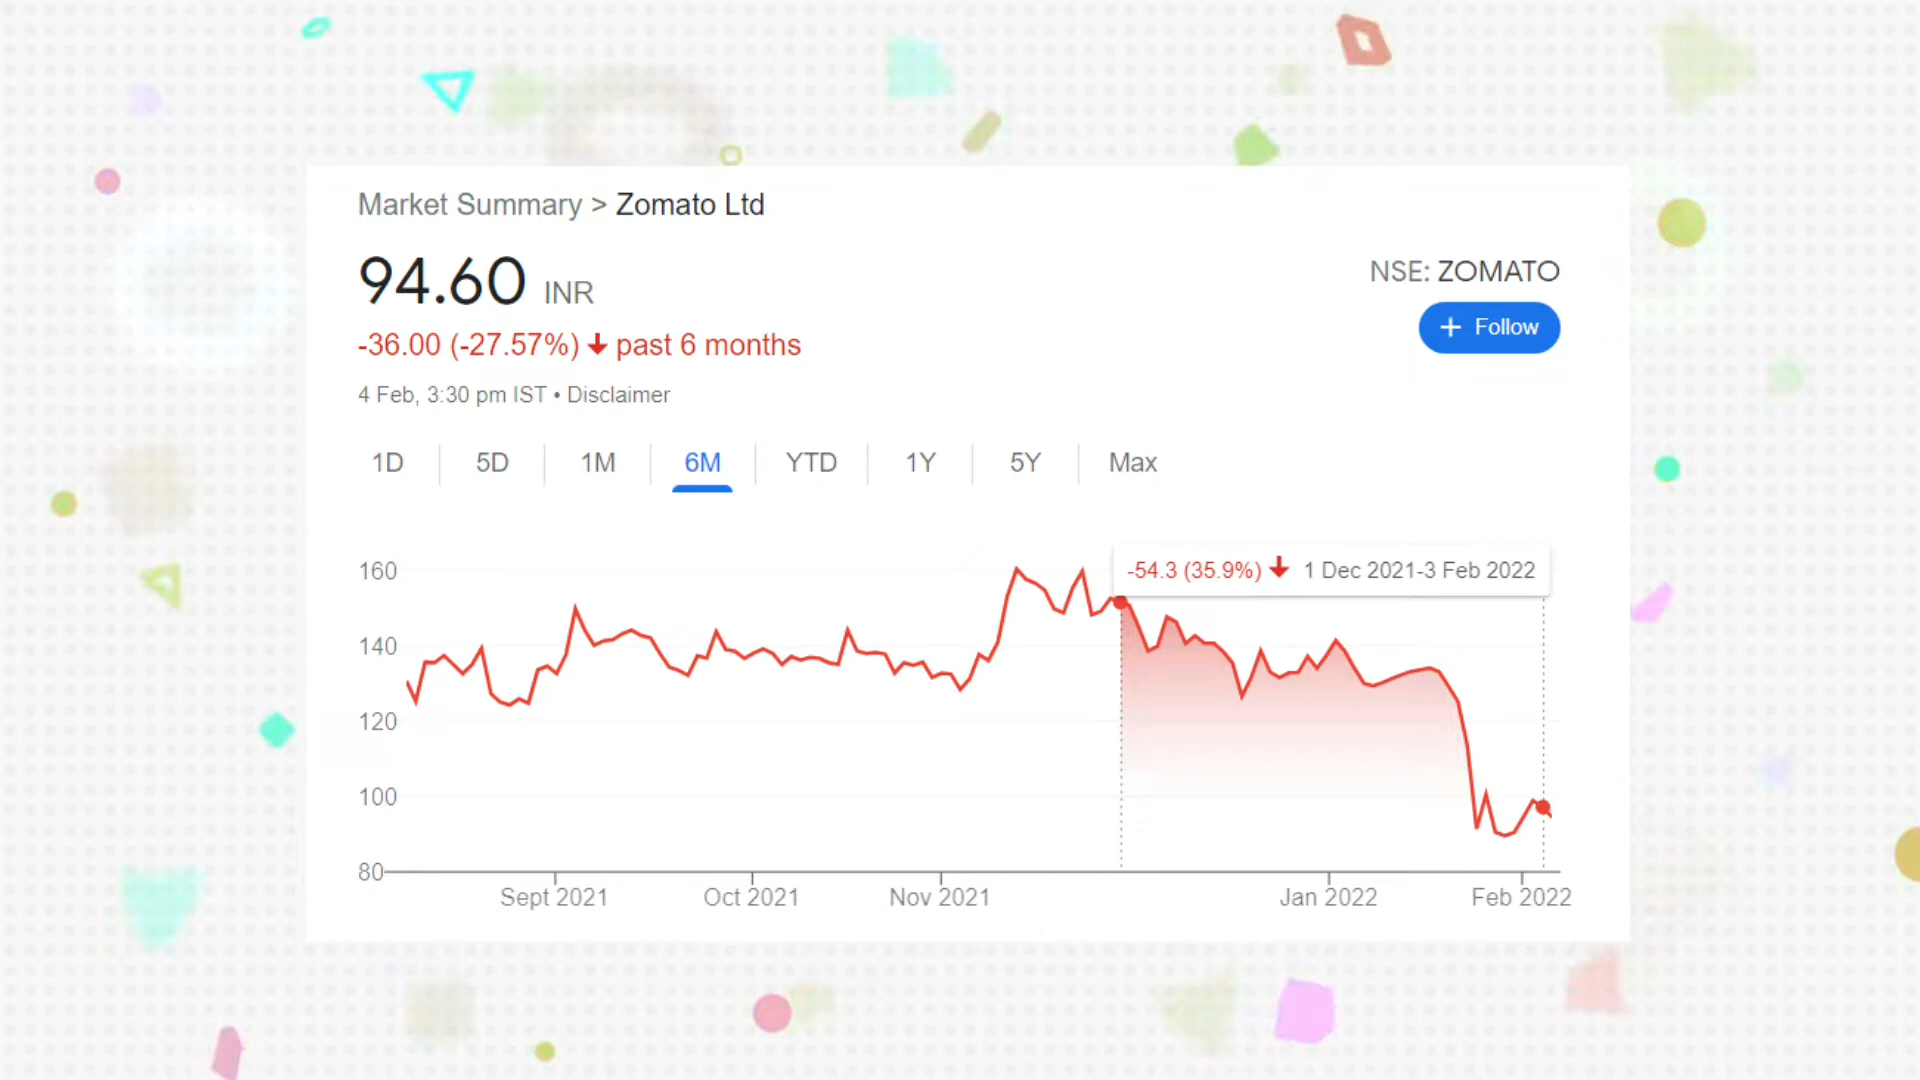 Market Summary > Zomato Ltd
94.60 INR
NSE: ZOMATO
+ Follow
-36.00 (-27.57%) ↓ past 6 months
4 Feb, 3:30 pm IST • Disclaimer
1D 5D 1M 6M YTD 1Y 5Y Max
-54.3 (35.9%) ↓ 1 Dec 2021-3 Feb 2022
160
140
120
100
80
Sept 2021 Oct 2021 Nov 2021 Jan 2022 Feb 2022